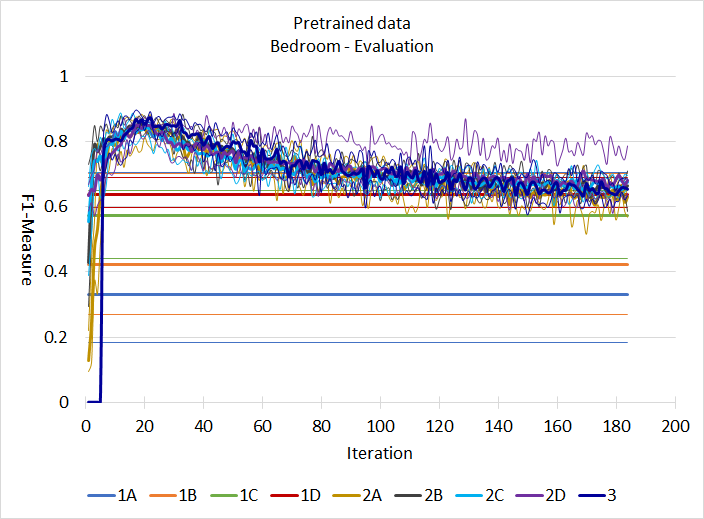 Pretrained data
Bedroom - Evaluation
1
0.8
0.6
0.4
0.2
0
F1-Measure
0 20 40 60 80 100 120 140 160 180 200
Iteration
1A 1B 1C 1D 2A 2B 2C 2D 3